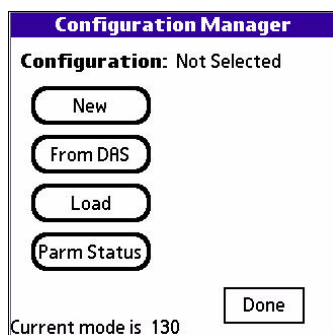 Configuration Manager
Configuration: Not Selected
New
From DAS
Load
Parm Status
Done
Current mode is 130